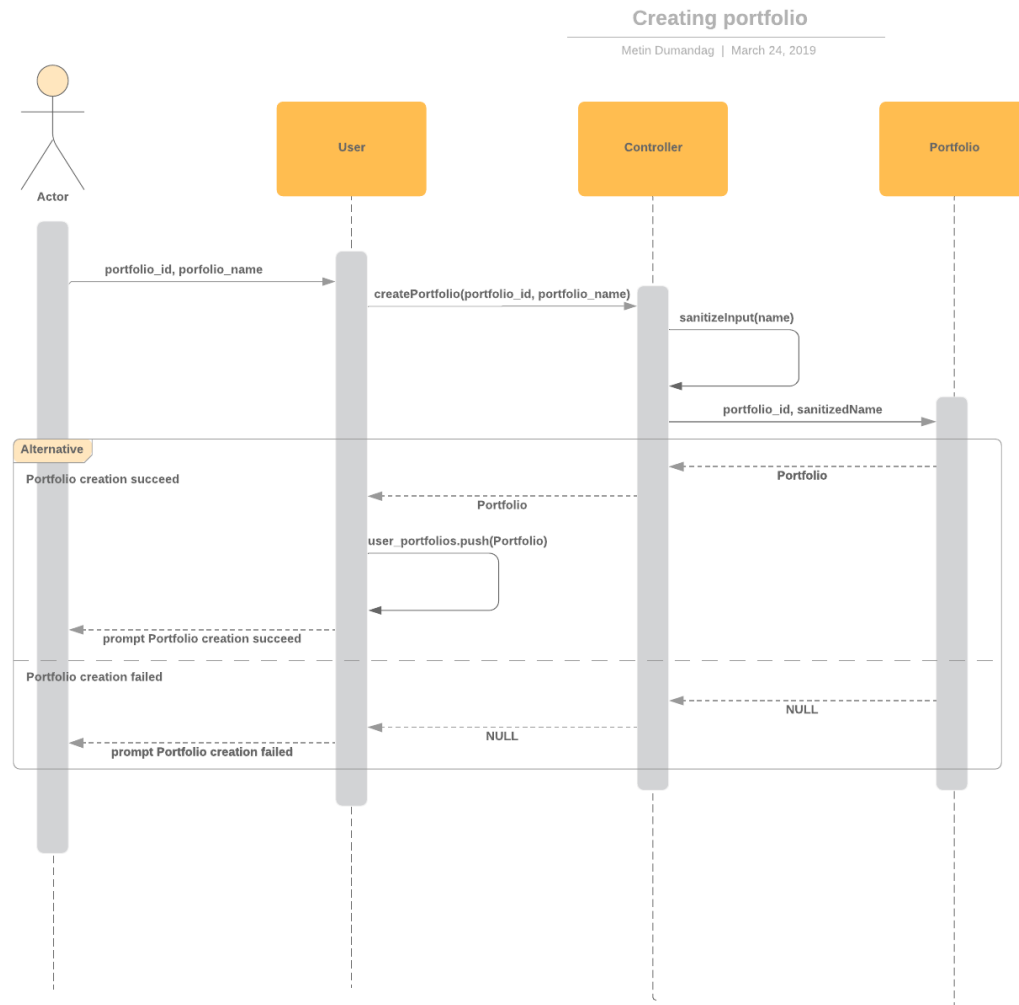 Creating portfolio
Metin Dumandag | March 24, 2019
User
Controller
Portfolio
Actor
portfolio_id, porfolio_name
createPortfolio(portfolio_id, portfolio_name)
sanitizeInput(name)
portfolio_id, sanitizedName
Alternative
Portfolio creation succeed
Portfolio
Portfolio
user_portfolios.push(Portfolio)
prompt Portfolio creation succeed
Portfolio creation failed
NULL
NULL
prompt Portfolio creation failed